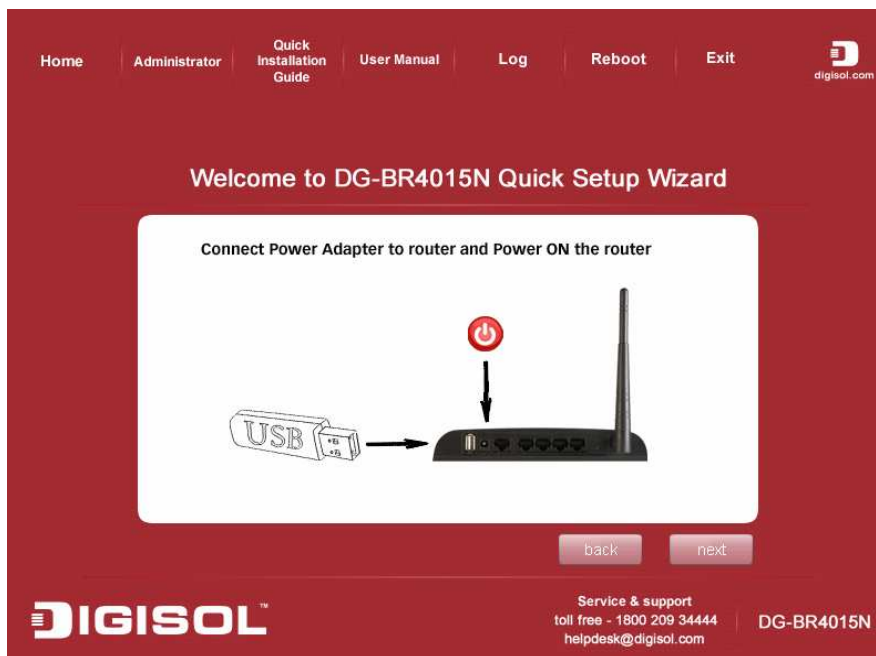 Home
Administrator
Quick
Installation
Guide
User Manual
Log
Reboot
Exit
digisol.com
Welcome to DG-BR4015N Quick Setup Wizard
Connect Power Adapter to router and Power ON the router
USB
back
next
DIGISOL™
Service & support
toll free - 1800 209 34444
helpdesk@digisol.com
DG-BR4015N